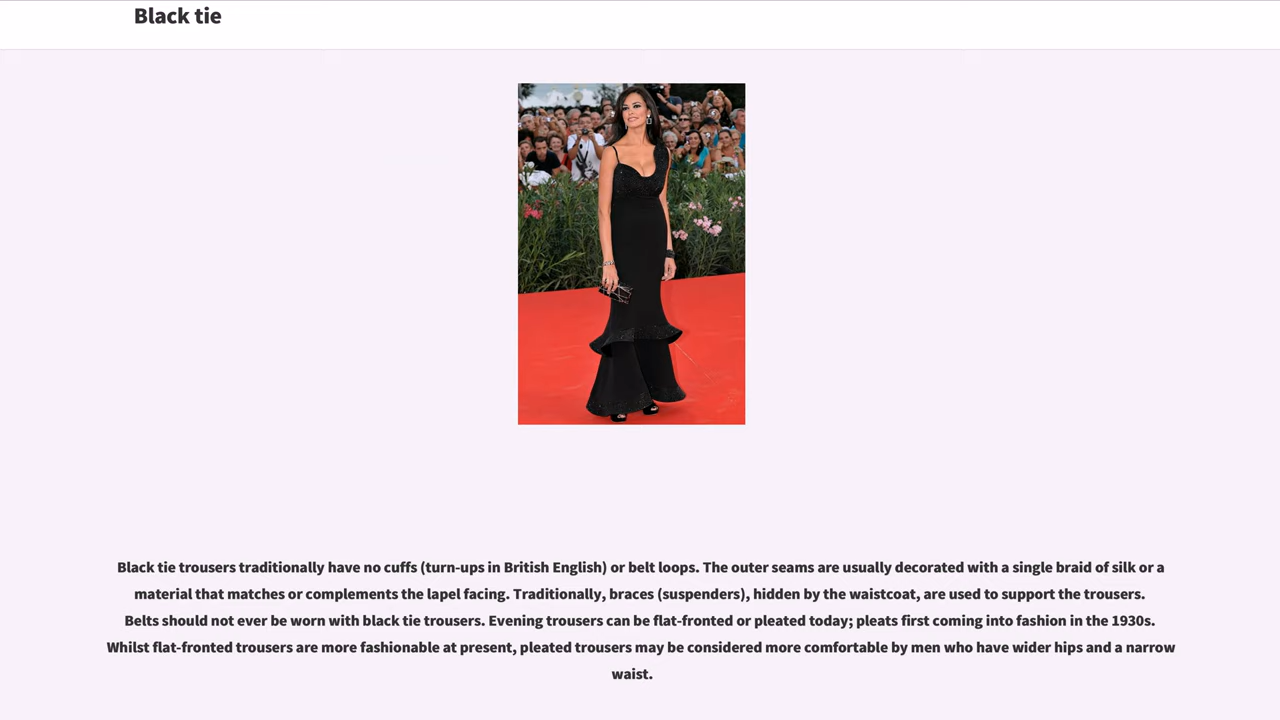 Black tie
Black tie trousers traditionally have no cuffs (turn-ups in British English) or belt loops. The outer seams are usually decorated with a single braid of silk or a
material that matches or complements the lapel facing. Traditionally, braces (suspenders), hidden by the waistcoat, are used to support the trousers.
Belts should not ever be worn with black tie trousers. Evening trousers can be flat-fronted or pleated today; pleats first coming into fashion in the 1930s.
Whilst flat-fronted trousers are more fashionable at present, pleated trousers may be considered more comfortable by men who have wider hips and a narrow
waist.